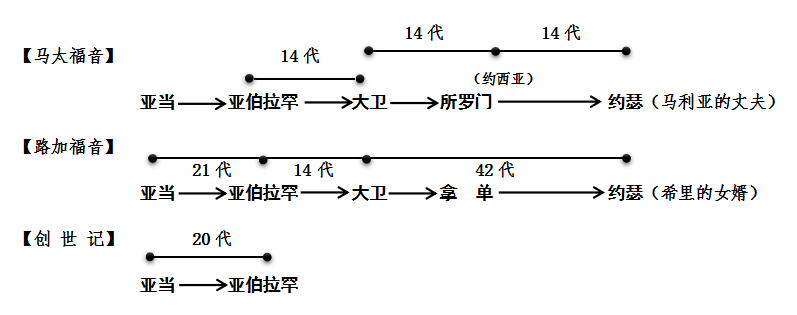 14 代 14 代
【马太福音】 14 代
（约西亚）
亚当 亚伯拉罕 大卫 所罗门 约瑟（马利亚的丈夫）
【路加福音】
21 代 14 代 42 代
亚当 亚伯拉罕 大卫 拿 单 约瑟（希里的女婿）
【创 世 记】 20 代
亚当 亚伯拉罕